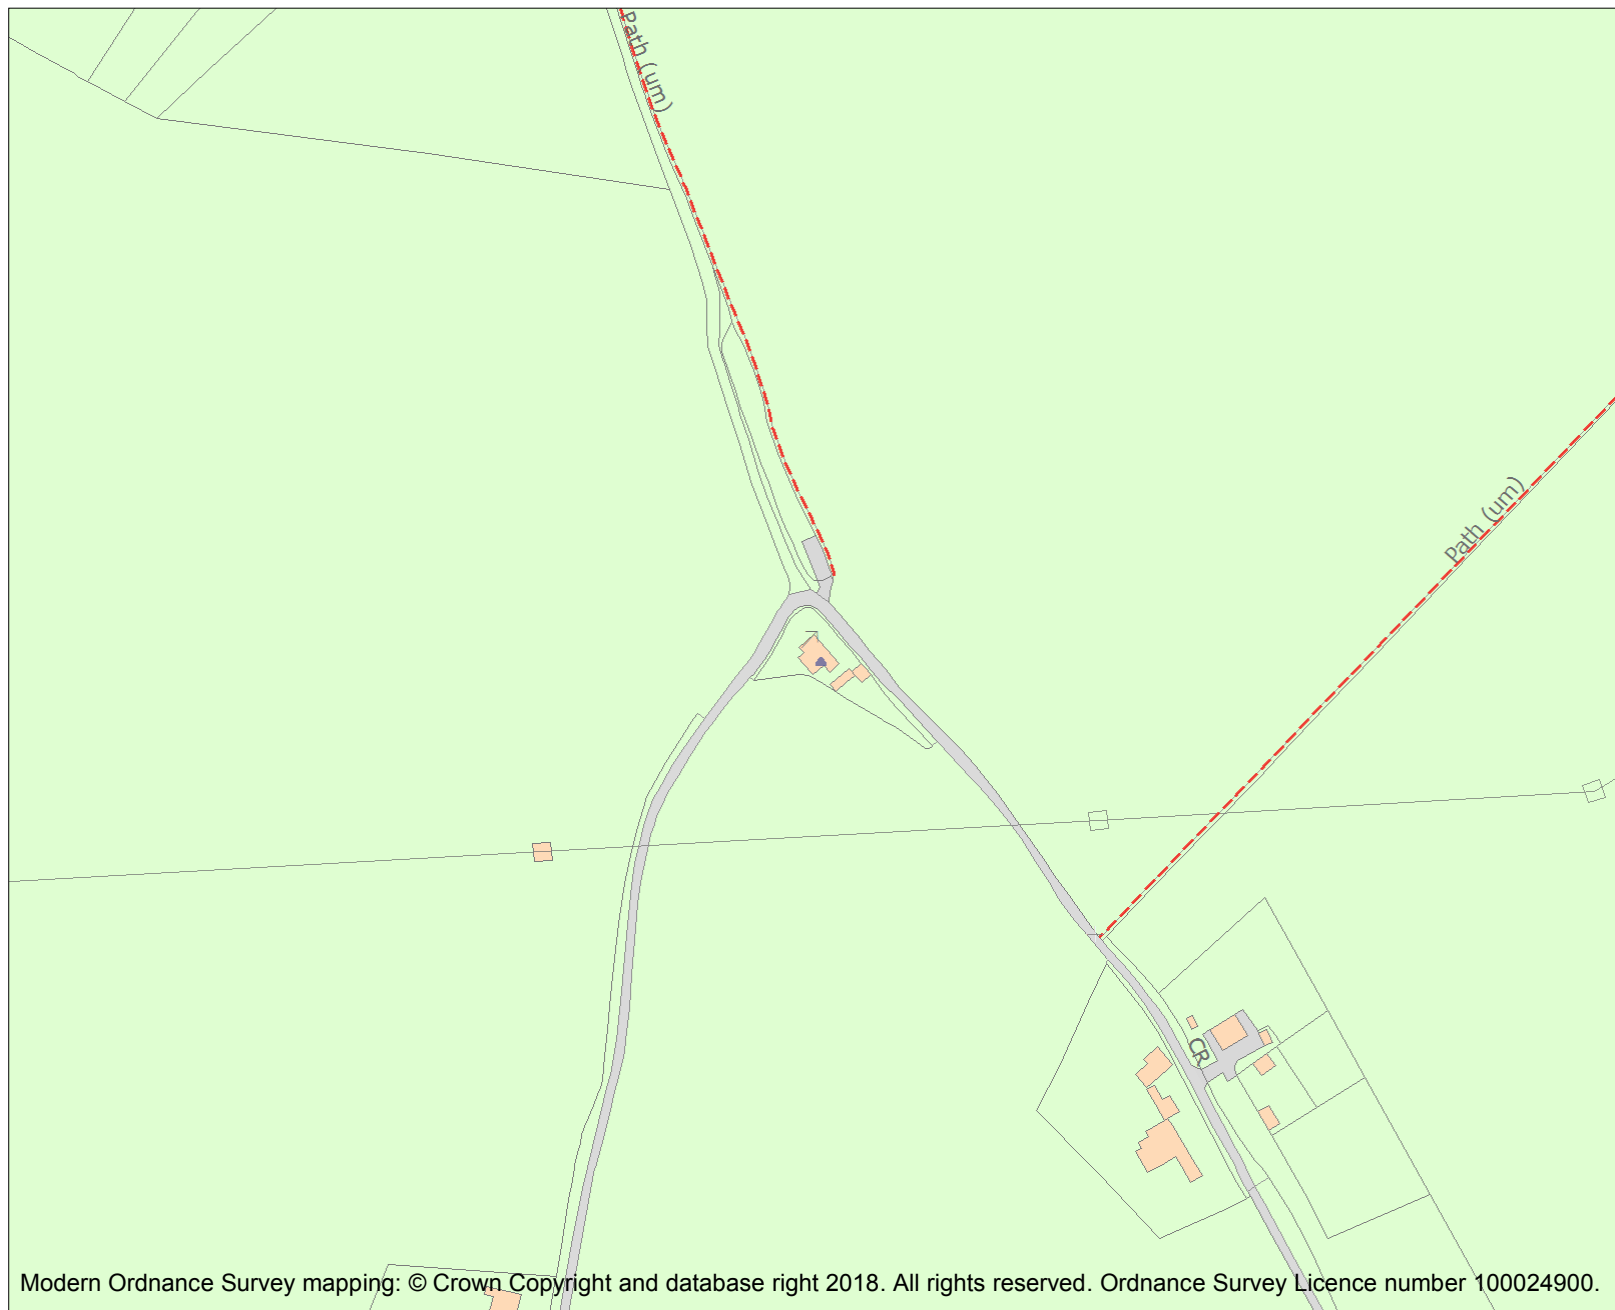 Path (um)
Path (um)
CR
Modern Ordnance Survey mapping: © Crown Copyright and database right 2018. All rights reserved. Ordnance Survey Licence number 100024900.